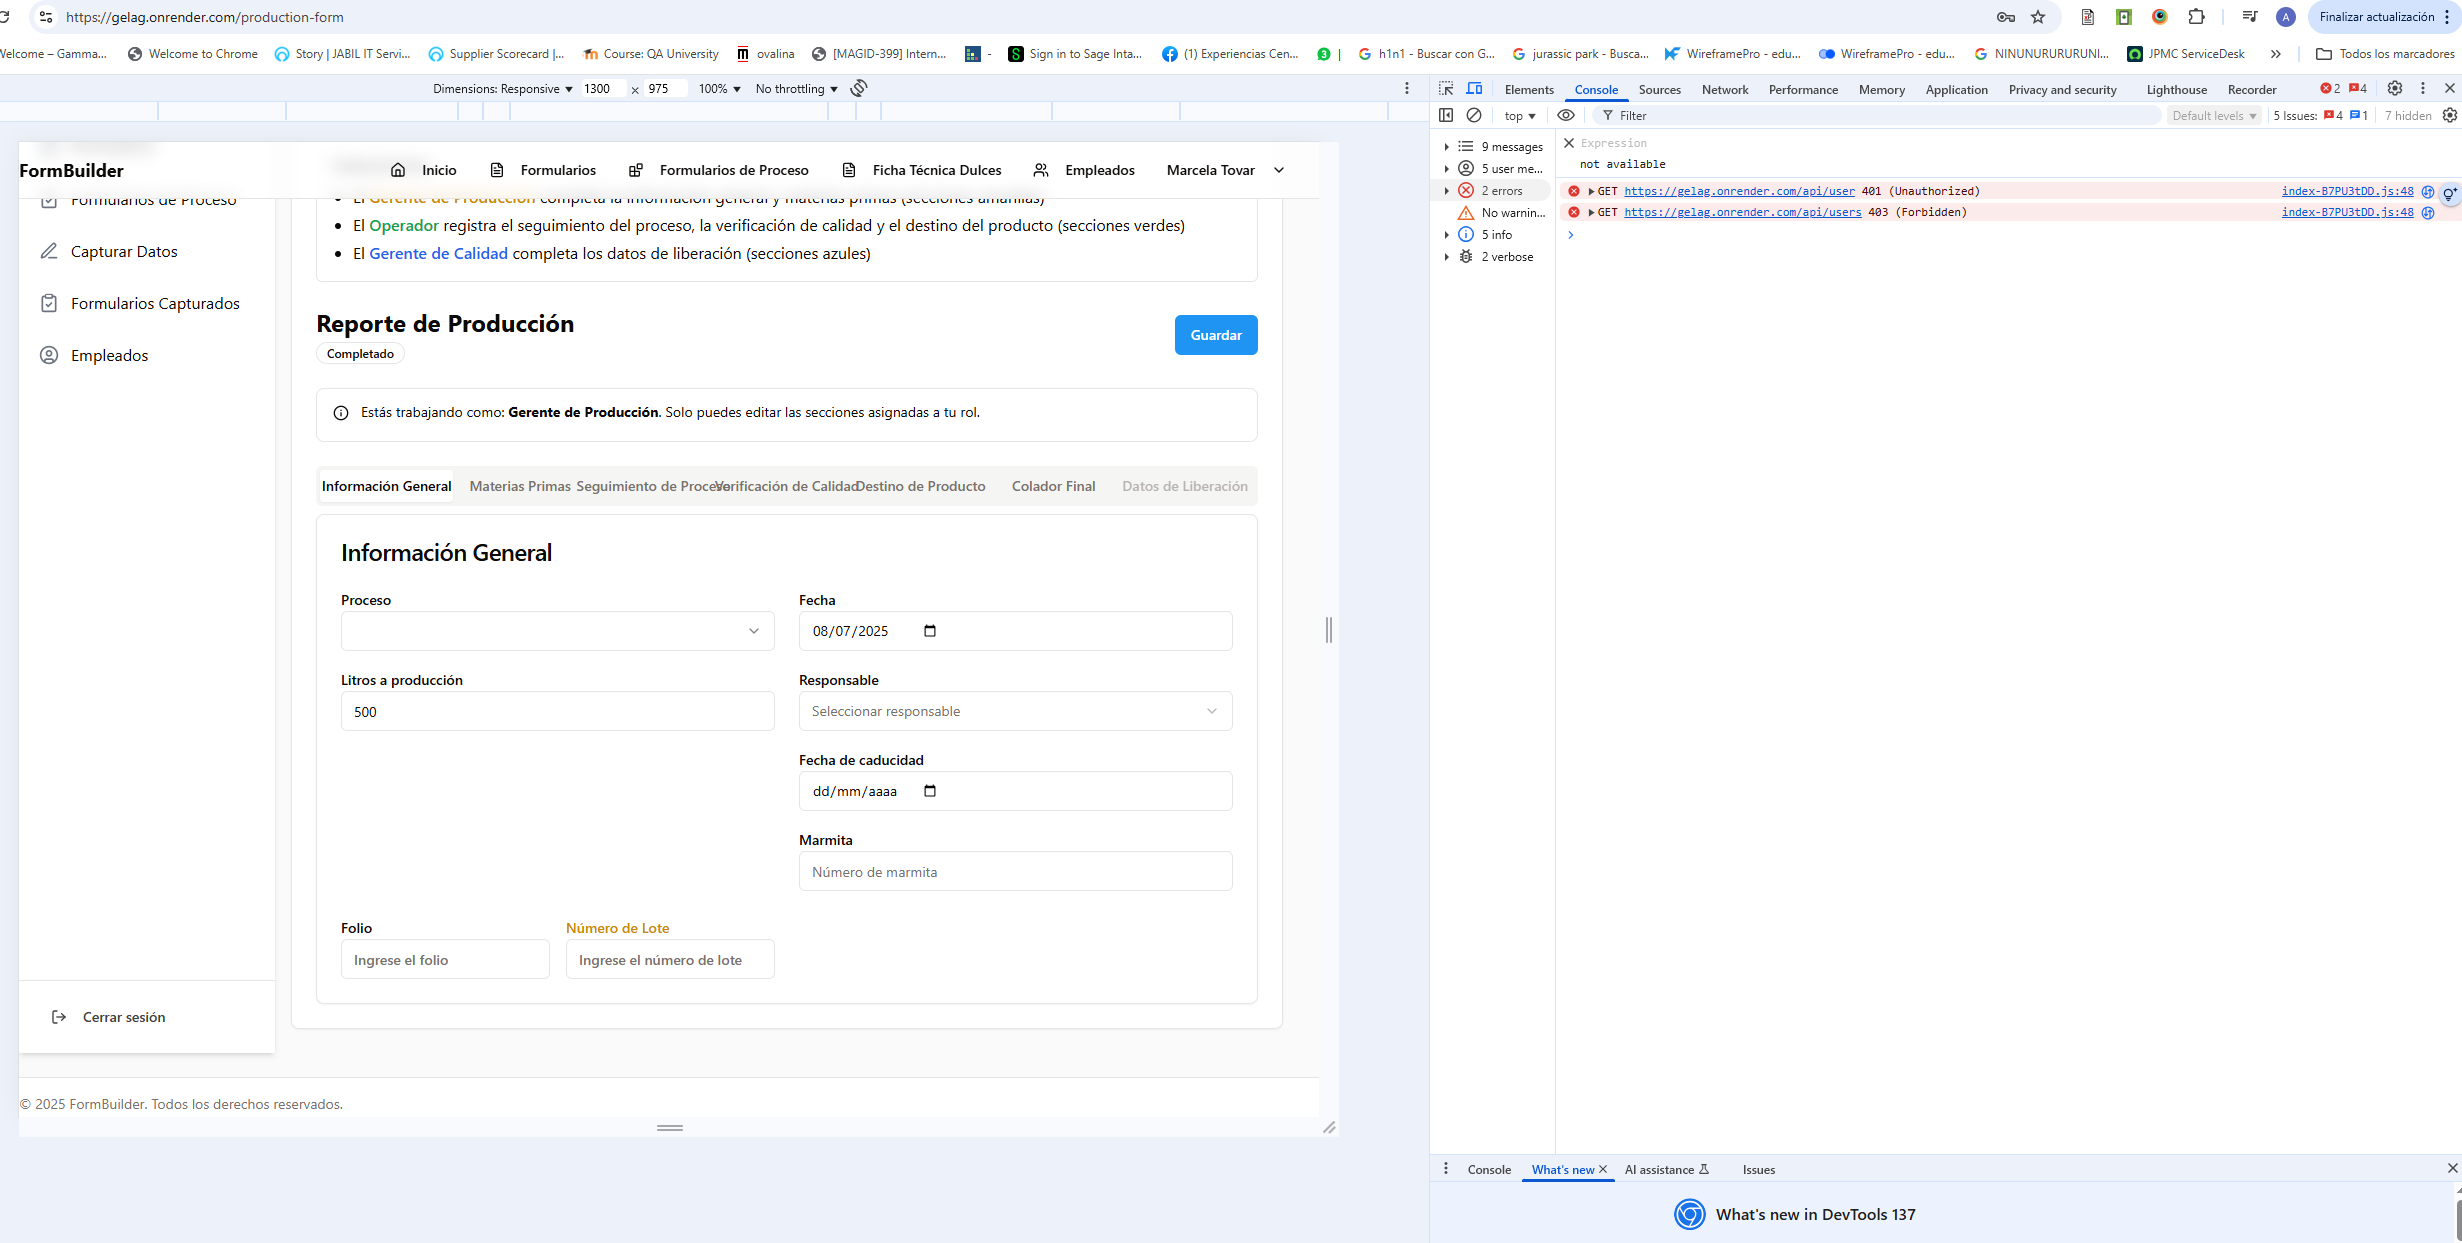 https://gelag.onrender.com/production-form
A
Finalizar actualización
Welcome – Gamma...
Welcome to Chrome
Story | JABIL IT Servi...
Supplier Scorecard |...
Course: QA University
ovalina
[MAGID-399] Intern...
-
Sign in to Sage Inta...
(1) Experiencias Cen...
3 |
h1n1 - Buscar con G...
jurassic park - Busca...
WireframePro - edu...
WireframePro - edu...
NINUNURURURUNI...
JPMC ServiceDesk
Todos los marcadores
Dimensions: Responsive
1300 x 975
100%
No throttling
FormBuilder
Inicio
Formularios
Formularios de Proceso
Ficha Técnica Dulces
Empleados
Marcela Tovar
Formularios de Proceso
Capturar Datos
Formularios Capturados
Empleados
Cerrar sesión
• El Gerente de Producción completa la información general y materias primas (secciones amarillas)
• El Operador registra el seguimiento del proceso, la verificación de calidad y el destino del producto (secciones verdes)
• El Gerente de Calidad completa los datos de liberación (secciones azules)
Reporte de Producción
Completado
Guardar
Estás trabajando como: Gerente de Producción. Solo puedes editar las secciones asignadas a tu rol.
Información General
Materias Primas
Seguimiento de Proceso
Verificación de Calidad
Destino de Producto
Colador Final
Datos de Liberación
Información General
Proceso
Fecha
08/07/2025
Litros a producción
500
Responsable
Seleccionar responsable
Fecha de caducidad
dd/mm/aaaa
Marmita
Número de marmita
Folio
Ingrese el folio
Número de Lote
Ingrese el número de lote
© 2025 FormBuilder. Todos los derechos reservados.
Elements
Console
Sources
Network
Performance
Memory
Application
Privacy and security
Lighthouse
Recorder
2
4
top
Filter
Default levels
5 Issues: 4 1
7 hidden
9 messages
5 user me...
2 errors
No warnin...
5 info
2 verbose
Expression
not available
GET https://gelag.onrender.com/api/user 401 (Unauthorized)
index-B7PU3tDD.js:48
GET https://gelag.onrender.com/api/users 403 (Forbidden)
index-B7PU3tDD.js:48
Console
What's new
AI assistance
Issues
What's new in DevTools 137